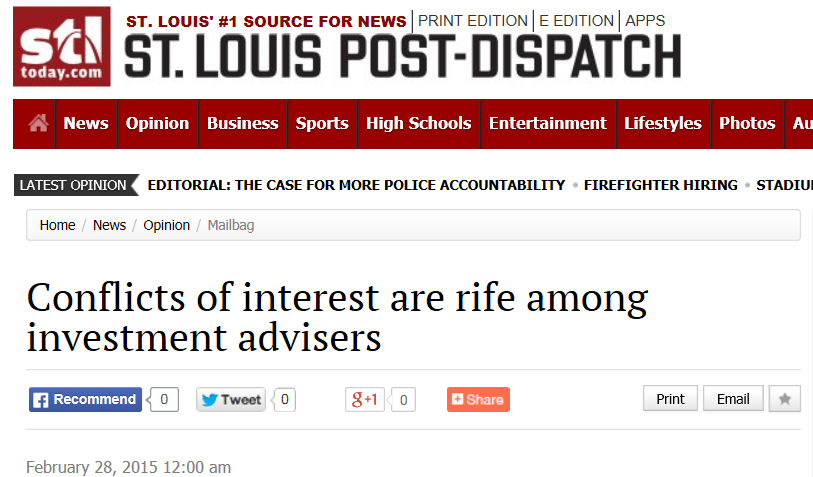 stl
today.com
ST. LOUIS' #1 SOURCE FOR NEWS | PRINT EDITION | E EDITION | APPS
ST. LOUIS POST-DISPATCH
News Opinion Business Sports High Schools Entertainment Lifestyles Photos Au
LATEST OPINION EDITORIAL: THE CASE FOR MORE POLICE ACCOUNTABILITY • FIREFIGHTER HIRING • STADIU
Home / News / Opinion / Mailbag
Conflicts of interest are rife among
investment advisers
Recommend 0 Tweet 0 g+1 0 Share Print Email
February 28, 2015 12:00 am